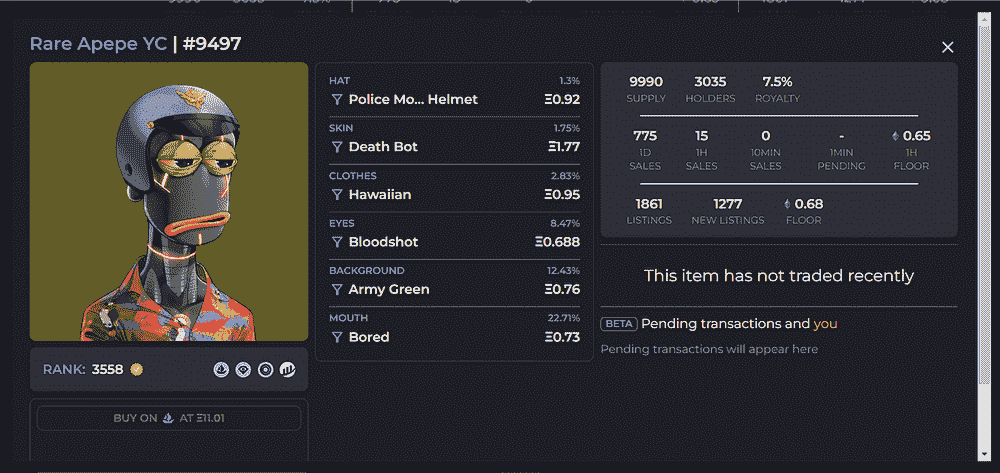 Rare Apepe YC | #9497
HAT 1.3%
Police Mo... Helmet Ξ0.92
SKIN 1.75%
Death Bot Ξ1.77
CLOTHES 2.83%
Hawaiian Ξ0.95
EYES 8.47%
Bloodshot Ξ0.688
BACKGROUND 12.43%
Army Green Ξ0.76
MOUTH 22.71%
Bored Ξ0.73
RANK: 3558
BUY ON AT Ξ11.01
9990 3035 7.5%
SUPPLY HOLDERS ROYALTY
775 15 0 - 0.65
1D 1H 10MIN 1MIN 1H
SALES SALES SALES PENDING FLOOR
1861 1277 0.68
LISTINGS NEW LISTINGS FLOOR
This item has not traded recently
BETA Pending transactions and you
Pending transactions will appear here